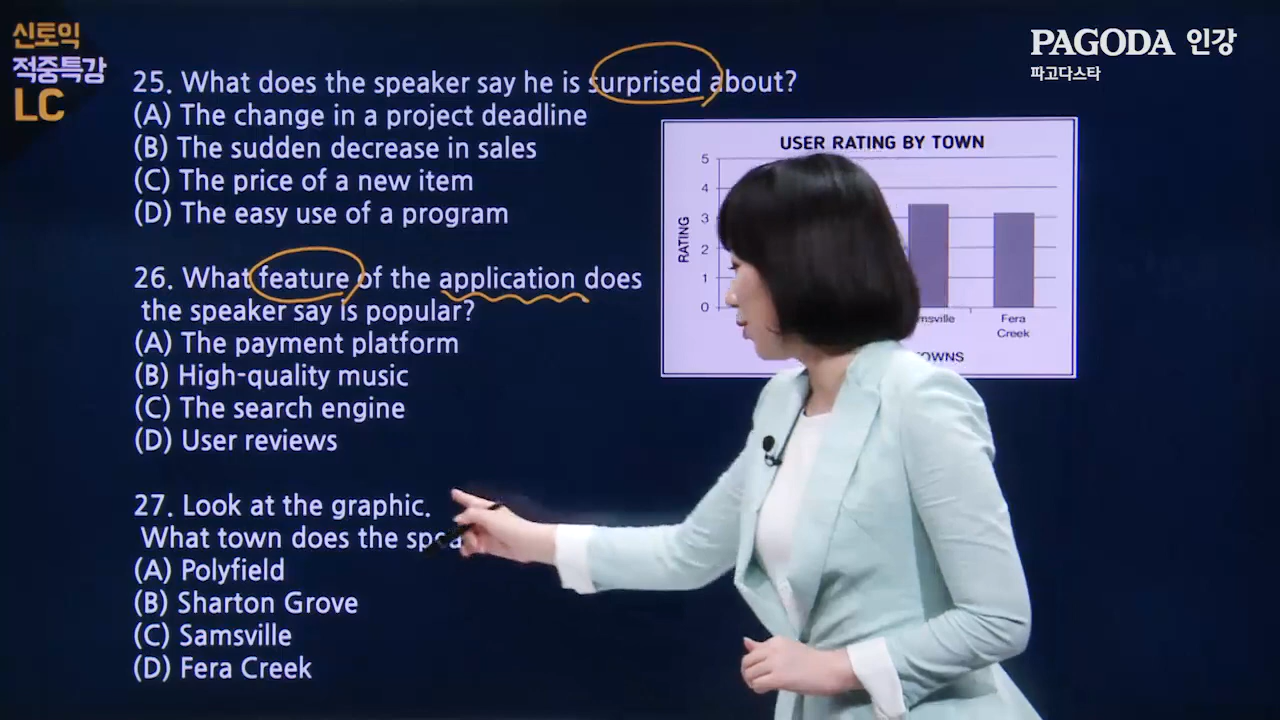 신토익
적중특강
LC
PAGODA 인강
파고다스타
25. What does the speaker say he is surprised about?
(A) The change in a project deadline
(B) The sudden decrease in sales
(C) The price of a new item
(D) The easy use of a program
26. What feature of the application does
the speaker say is popular?
(A) The payment platform
(B) High-quality music
(C) The search engine
(D) User reviews
27. Look at the graphic.
What town does the
(A) Polyfield
(B) Sharton Grove
(C) Samsville
(D) Fera Creek
USER RATING BY TOWN
RATING
5
4
3
2
1
0
Fera
Creek